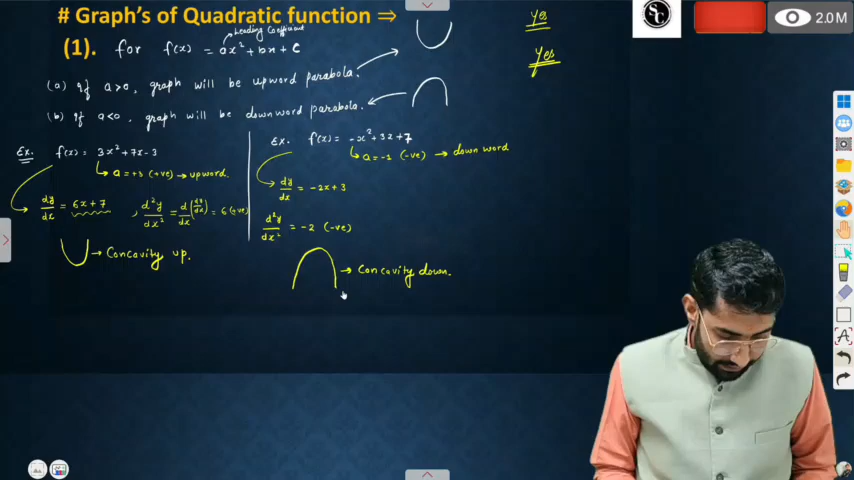 # Graph's of Quadratic function ⇒
Leading Coefficient
(1). for f(x) = ax² + bx + c
(a) If a>0, graph will be upword parabola.
(b) If a<0, graph will be downword parabola.
Ex. f(x) = 3x² + 7x - 3
a = +3 (+ve) → upword.
dy/dx = 6x + 7, d²y/dx² = d/dx (dy/dx) = 6 (+ve)
→ Concavity up.
Ex. f(x) = -x² + 3x + 7
a = -1 (-ve) → down word
dy/dx = -2x + 3
d²y/dx² = -2 (-ve)
→ Concavity down.
yes
yes
SC
2.0M
A